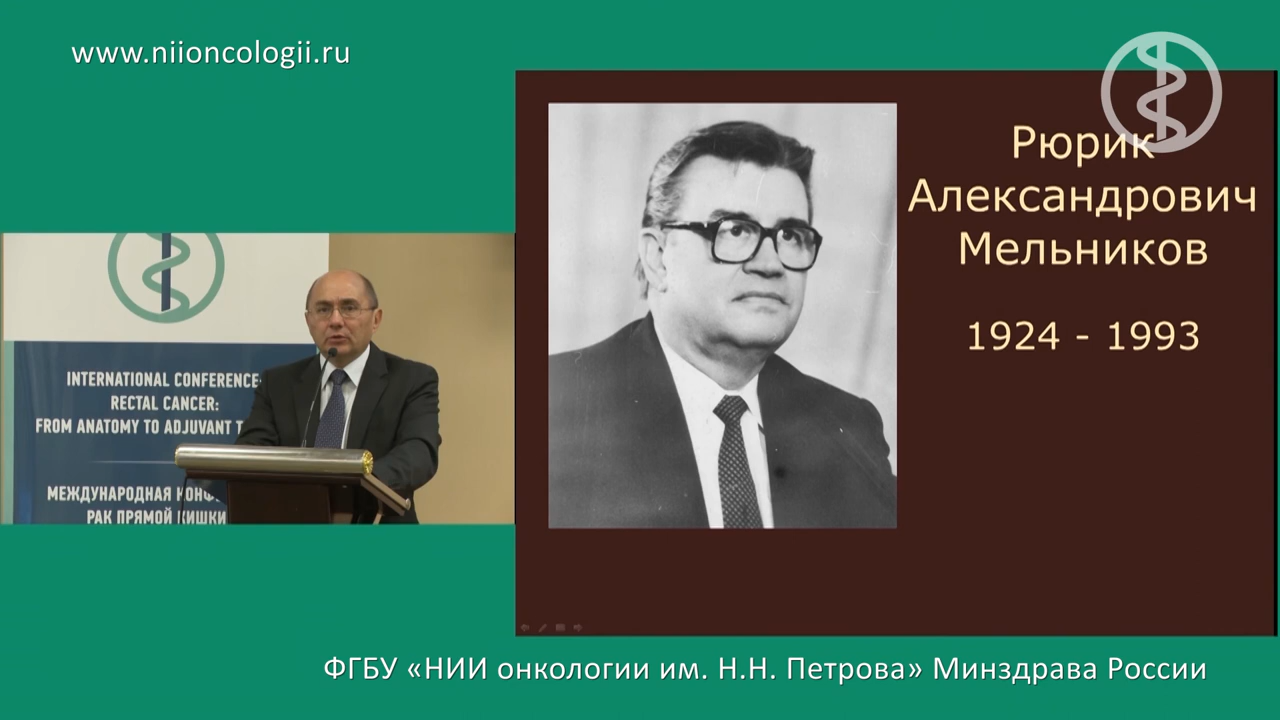 www.niioncologii.ru
Рюрик
Александрович
Мельников
1924 - 1993
INTERNATIONAL CONFERENCE:
RECTAL CANCER:
FROM ANATOMY TO ADJUVANT
МЕЖДУНАРОДНАЯ
РАК ПРЯМОЙ КИШКИ
ФГБУ «НИИ онкологии им. Н.Н. Петрова» Минздрава России